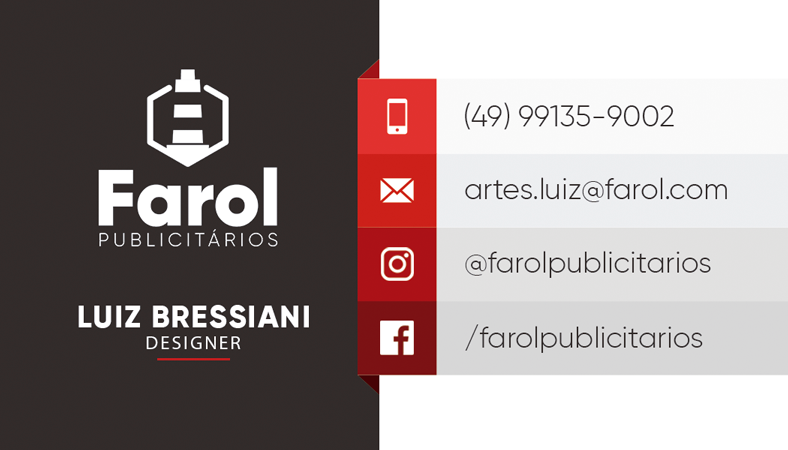 Farol
PUBLICITÁRIOS
LUIZ BRESSIANI
DESIGNER
(49) 99135-9002
artes.luiz@farol.com
@farolpublicitarios
/farolpublicitarios